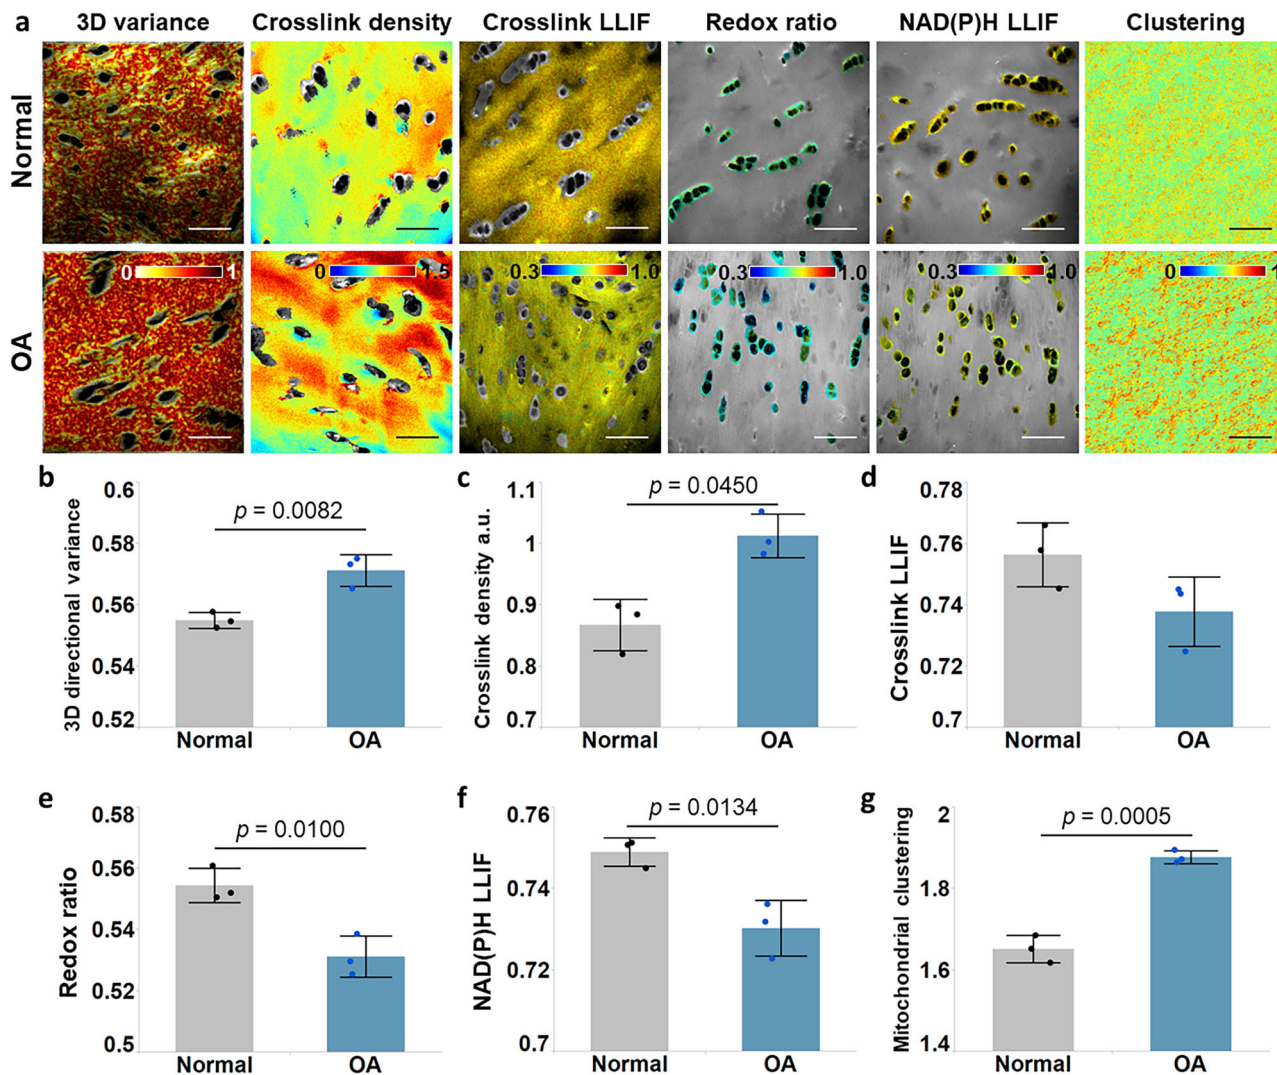 a
3D variance Crosslink density Crosslink LLIF Redox ratio NAD(P)H LLIF Clustering
Normal
OA
0 1 0 1.5 0.3 1.0 0.3 1.0 0.3 1.0 0 1
b
0.6
0.58
0.56
0.54
0.52
3D directional variance
p = 0.0082
Normal OA
c
1.1
1
0.9
0.8
0.7
Crosslink density a.u.
p = 0.0450
Normal OA
d
0.78
0.76
0.74
0.72
0.7
Crosslink LLIF
Normal OA
e
0.58
0.56
0.54
0.52
0.5
Redox ratio
p = 0.0100
Normal OA
f
0.76
0.74
0.72
0.7
NAD(P)H LLIF
p = 0.0134
Normal OA
g
2
1.8
1.6
1.4
Mitochondrial clustering
p = 0.0005
Normal OA